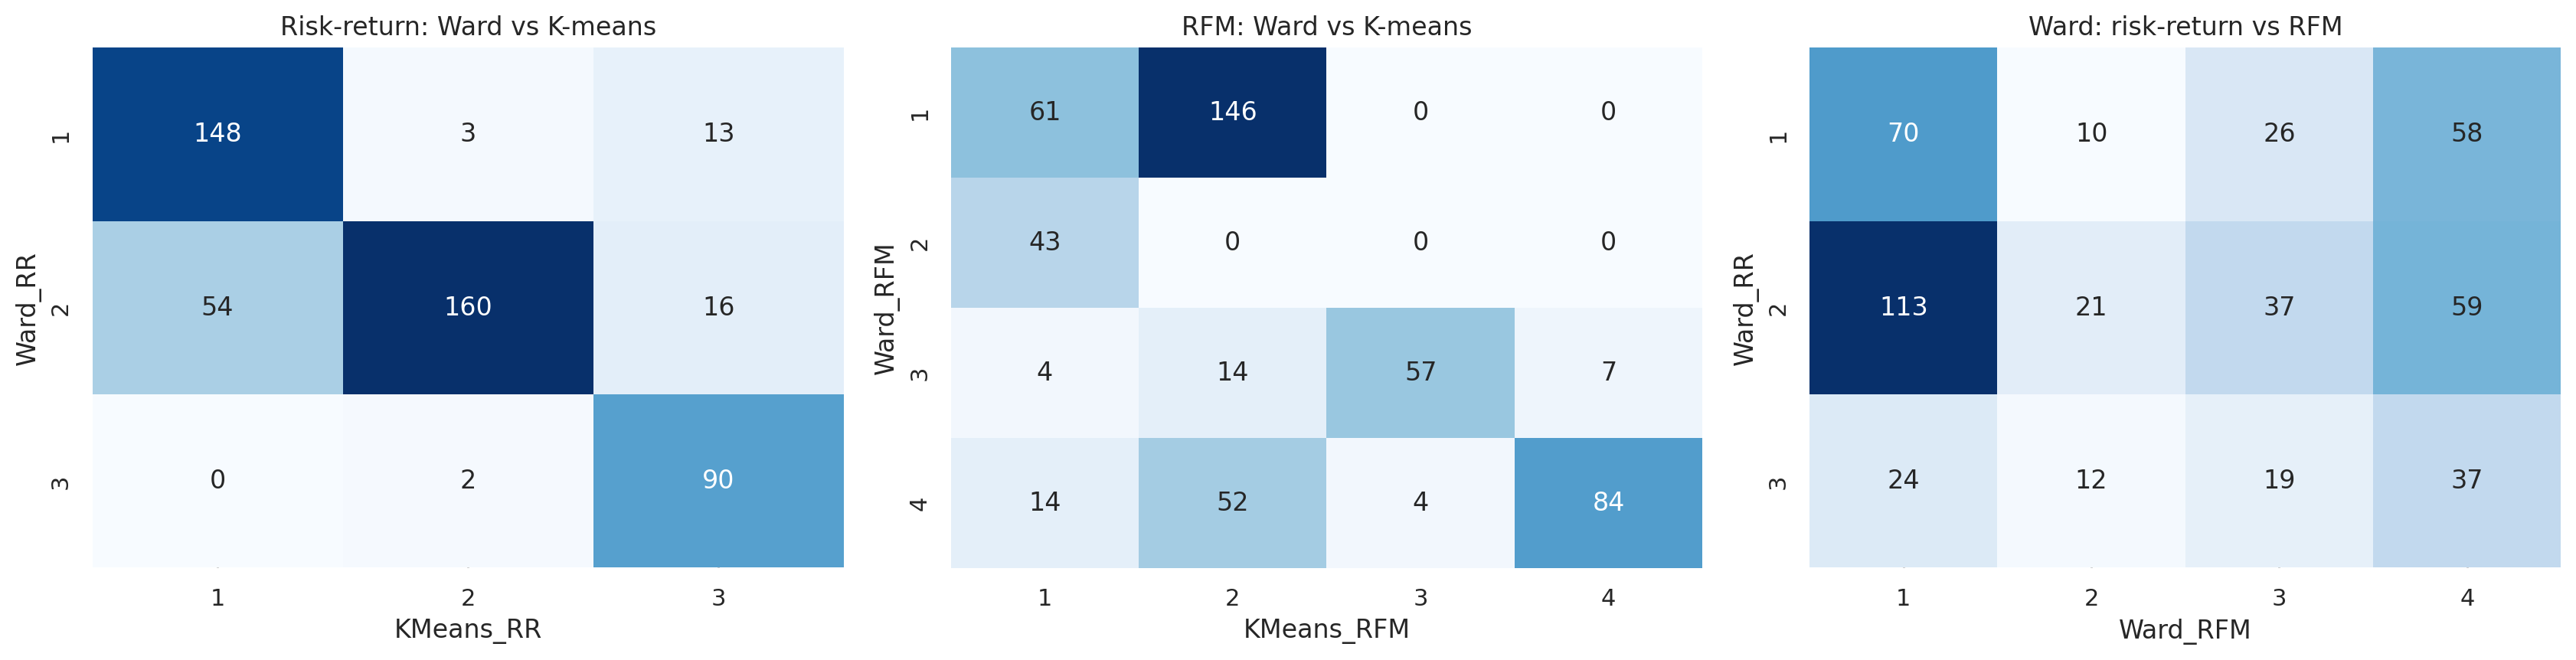 Risk-return: Ward vs K-means
Ward_RR
1
148 3 13
2
54 160 16
3
0 2 90
1 2 3
KMeans_RR
RFM: Ward vs K-means
Ward_RFM
1
61 146 0 0
2
43 0 0 0
3
4 14 57 7
4
14 52 4 84
1 2 3 4
KMeans_RFM
Ward: risk-return vs RFM
Ward_RR
1
70 10 26 58
2
113 21 37 59
3
24 12 19 37
1 2 3 4
Ward_RFM